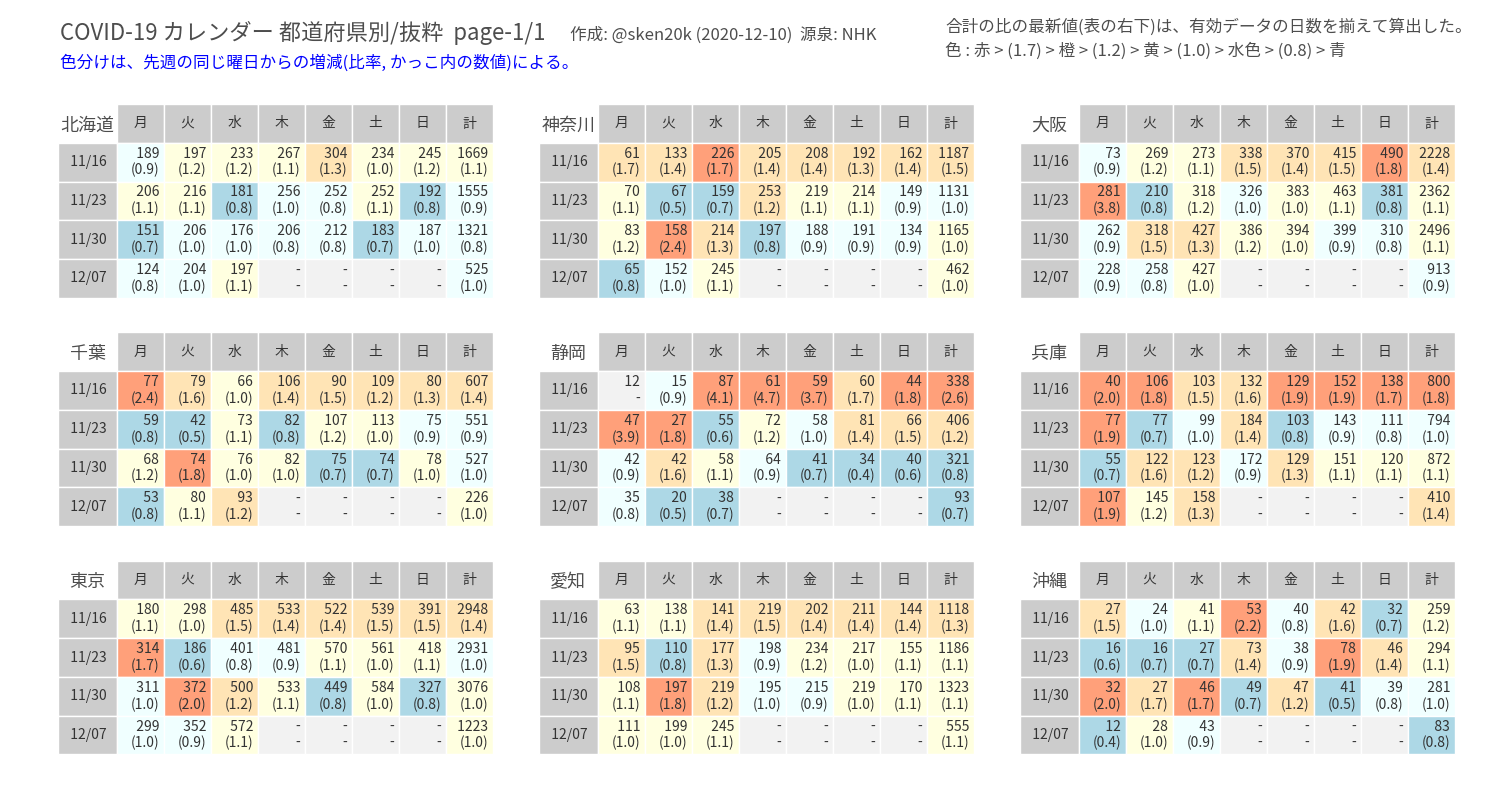 COVID-19 カレンダー 都道府県別/抜粋 page-1/1 作成: @sken20k (2020-12-10) 源泉: NHK
色分けは、先週の同じ曜日からの増減(比率, かっこ内の数値)による。
合計の比の最新値(表の右下)は、有効データの日数を揃えて算出した。
色 : 赤 > (1.7) > 橙 > (1.2) > 黄 > (1.0) > 水色 > (0.8) > 青
北海道 月 火 水 木 金 土 日 計
11/16 189 197 233 267 304 234 245 1669
(0.9) (1.2) (1.2) (1.1) (1.3) (1.0) (1.2) (1.1)
11/23 206 216 181 256 252 252 192 1555
(1.1) (1.1) (0.8) (1.0) (0.8) (1.1) (0.8) (0.9)
11/30 151 206 176 206 212 183 187 1321
(0.7) (1.0) (1.0) (0.8) (0.8) (0.7) (1.0) (0.8)
12/07 124 204 197 - - - - 525
(0.8) (1.0) (1.1) - - - - (1.0)
神奈川 月 火 水 木 金 土 日 計
11/16 61 133 226 205 208 192 162 1187
(1.7) (1.4) (1.7) (1.4) (1.4) (1.3) (1.4) (1.5)
11/23 70 67 159 253 219 214 149 1131
(1.1) (0.5) (0.7) (1.2) (1.1) (1.1) (0.9) (1.0)
11/30 83 158 214 197 188 191 134 1165
(1.2) (2.4) (1.3) (0.8) (0.9) (0.9) (0.9) (1.0)
12/07 65 152 245 - - - - 462
(0.8) (1.0) (1.1) - - - - (1.0)
大阪 月 火 水 木 金 土 日 計
11/16 73 269 273 338 370 415 490 2228
(0.9) (1.2) (1.1) (1.5) (1.4) (1.5) (1.8) (1.4)
11/23 281 210 318 326 383 463 381 2362
(3.8) (0.8) (1.2) (1.0) (1.0) (1.1) (0.8) (1.1)
11/30 262 318 427 386 394 399 310 2496
(0.9) (1.5) (1.3) (1.2) (1.0) (0.9) (0.8) (1.1)
12/07 228 258 427 - - - - 913
(0.9) (0.8) (1.0) - - - - (0.9)
千葉 月 火 水 木 金 土 日 計
11/16 77 79 66 106 90 109 80 607
(2.4) (1.6) (1.0) (1.4) (1.5) (1.2) (1.3) (1.4)
11/23 59 42 73 82 107 113 75 551
(0.8) (0.5) (1.1) (0.8) (1.2) (1.0) (0.9) (0.9)
11/30 68 74 76 82 75 74 78 527
(1.2) (1.8) (1.0) (1.0) (0.7) (0.7) (1.0) (1.0)
12/07 53 80 93 - - - - 226
(0.8) (1.1) (1.2) - - - - (1.0)
静岡 月 火 水 木 金 土 日 計
11/16 12 15 87 61 59 60 44 338
- (0.9) (4.1) (4.7) (3.7) (1.7) (1.8) (2.6)
11/23 47 27 55 72 58 81 66 406
(3.9) (1.8) (0.6) (1.2) (1.0) (1.4) (1.5) (1.2)
11/30 42 42 58 64 41 34 40 321
(0.9) (1.6) (1.1) (0.9) (0.7) (0.4) (0.6) (0.8)
12/07 35 20 38 - - - - 93
(0.8) (0.5) (0.7) - - - - (0.7)
兵庫 月 火 水 木 金 土 日 計
11/16 40 106 103 132 129 152 138 800
(2.0) (1.8) (1.5) (1.6) (1.9) (1.9) (1.7) (1.8)
11/23 77 77 99 184 103 143 111 794
(1.9) (0.7) (1.0) (1.4) (0.8) (0.9) (0.8) (1.0)
11/30 55 122 123 172 129 151 120 872
(0.7) (1.6) (1.2) (0.9) (1.3) (1.1) (1.1) (1.1)
12/07 107 145 158 - - - - 410
(1.9) (1.2) (1.3) - - - - (1.4)
東京 月 火 水 木 金 土 日 計
11/16 180 298 485 533 522 539 391 2948
(1.1) (1.0) (1.5) (1.4) (1.4) (1.5) (1.5) (1.4)
11/23 314 186 401 481 570 561 418 2931
(1.7) (0.6) (0.8) (0.9) (1.1) (1.0) (1.1) (1.0)
11/30 311 372 500 533 449 584 327 3076
(1.0) (2.0) (1.2) (1.1) (0.8) (1.0) (0.8) (1.0)
12/07 299 352 572 - - - - 1223
(1.0) (0.9) (1.1) - - - - (1.0)
愛知 月 火 水 木 金 土 日 計
11/16 63 138 141 219 202 211 144 1118
(1.1) (1.1) (1.4) (1.5) (1.4) (1.4) (1.4) (1.3)
11/23 95 110 177 198 234 217 155 1186
(1.5) (0.8) (1.3) (0.9) (1.2) (1.0) (1.1) (1.1)
11/30 108 197 219 195 215 219 170 1323
(1.1) (1.8) (1.2) (1.0) (0.9) (1.0) (1.1) (1.1)
12/07 111 199 245 - - - - 555
(1.0) (1.0) (1.1) - - - - (1.1)
沖縄 月 火 水 木 金 土 日 計
11/16 27 24 41 53 40 42 32 259
(1.5) (1.0) (1.1) (2.2) (0.8) (1.6) (0.7) (1.2)
11/23 16 16 27 73 38 78 46 294
(0.6) (0.7) (0.7) (1.4) (0.9) (1.9) (1.4) (1.1)
11/30 32 27 46 49 47 41 39 281
(2.0) (1.7) (1.7) (0.7) (1.2) (0.5) (0.8) (1.0)
12/07 12 28 43 - - - - 83
(0.4) (1.0) (0.9) - - - - (0.8)